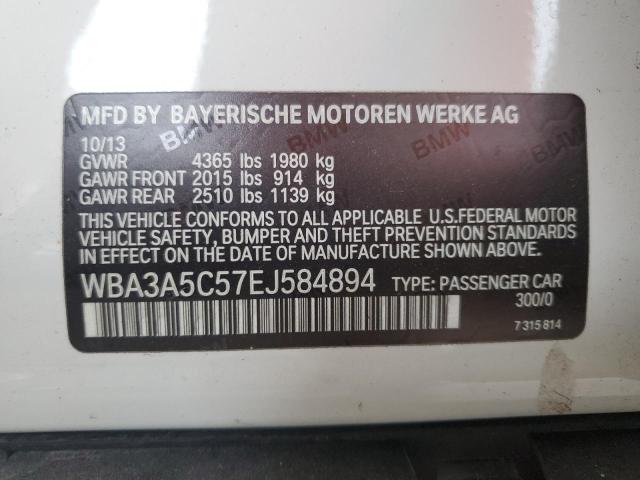 MFD BY BAYERISCHE MOTOREN WERKE AG
10/13
GVWR 4365 lbs 1980 kg
GAWR FRONT 2015 lbs 914 kg
GAWR REAR 2510 lbs 1139 kg
THIS VEHICLE CONFORMS TO ALL APPLICABLE U.S.FEDERAL MOTOR
VEHICLE SAFETY, BUMPER AND THEFT PREVENTION STANDARDS
IN EFFECT ON THE DATE OF MANUFACTURE SHOWN ABOVE.
WBA3A5C57EJ584894 TYPE: PASSENGER CAR
300/0
7 315 814
BMW
BMW
BMW